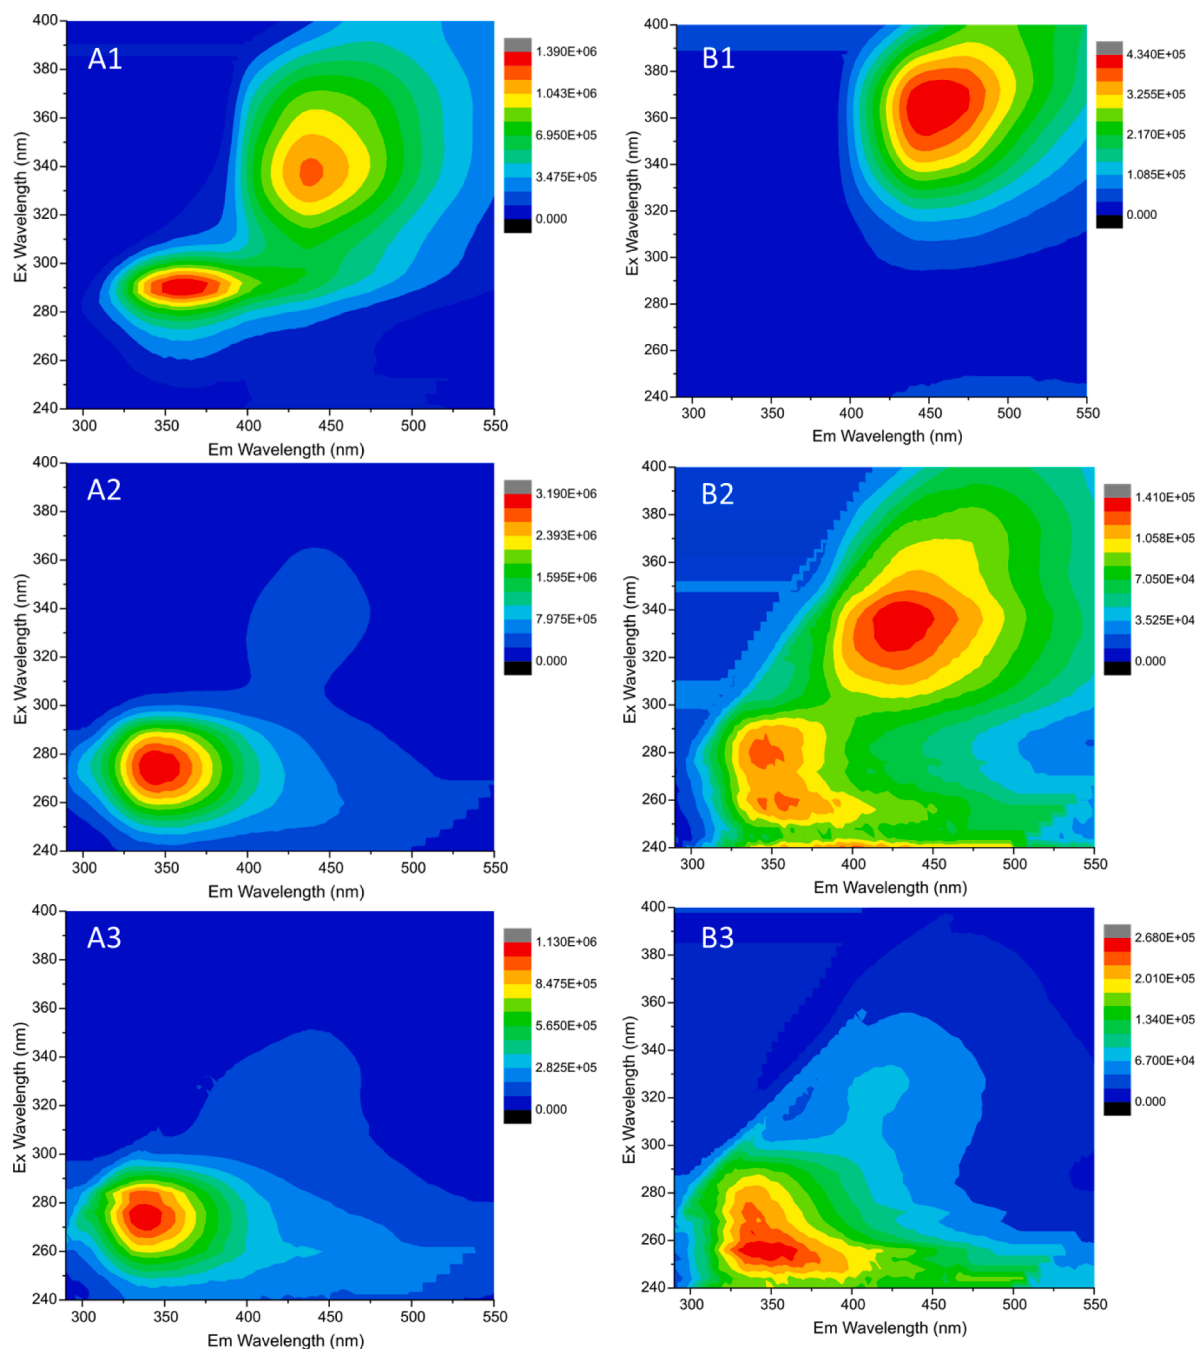 A1
400
380
360
340
320
300
280
260
240
Ex Wavelength (nm)
300 350 400 450 500 550
Em Wavelength (nm)
1.390E+06
1.043E+06
6.950E+05
3.475E+05
0.000
B1
400
380
360
340
320
300
280
260
240
Ex Wavelength (nm)
300 350 400 450 500 550
Em Wavelength (nm)
4.340E+05
3.255E+05
2.170E+05
1.085E+05
0.000
A2
400
380
360
340
320
300
280
260
240
Ex Wavelength (nm)
300 350 400 450 500 550
Em Wavelength (nm)
3.190E+06
2.393E+06
1.595E+06
7.975E+05
0.000
B2
400
380
360
340
320
300
280
260
240
Ex Wavelength (nm)
300 350 400 450 500 550
Em Wavelength (nm)
1.410E+05
1.058E+05
7.050E+04
3.525E+04
0.000
A3
400
380
360
340
320
300
280
260
240
Ex Wavelength (nm)
300 350 400 450 500 550
Em Wavelength (nm)
1.130E+06
8.475E+05
5.650E+05
2.825E+05
0.000
B3
400
380
360
340
320
300
280
260
240
Ex Wavelength (nm)
300 350 400 450 500 550
Em Wavelength (nm)
2.680E+05
2.010E+05
1.340E+05
6.700E+04
0.000